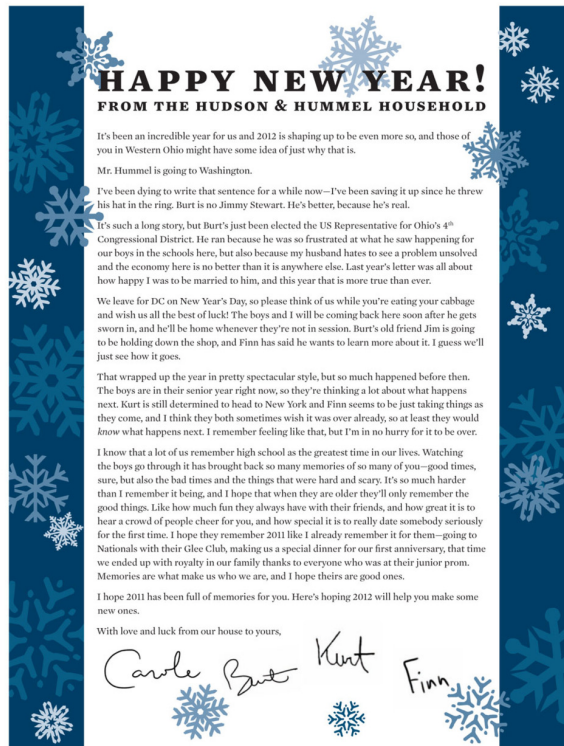 HAPPY NEW YEAR!
FROM THE HUDSON & HUMMEL HOUSEHOLD
It's been an incredible year for us and 2012 is shaping up to be even more so, and those of
you in Western Ohio might have some idea of just why that is.
Mr. Hummel is going to Washington.
I've been dying to write that sentence for a while now—I've been saving it up since he threw
his hat in the ring. Burt is no Jimmy Stewart. He's better, because he's real.
It's such a long story, but Burt's just been elected the US Representative for Ohio's 4th
Congressional District. He ran because he was so frustrated at what he saw happening for
our boys in the schools here, but also because my husband hates to see a problem unsolved
and the economy here is no better than it is anywhere else. Last year's letter was all about
how happy I was to be married to him, and this year that is more true than ever.
We leave for DC on New Year's Day, so please think of us while you're eating your cabbage
and wish us all the best of luck! The boys and I will be coming back here soon after he gets
sworn in, and he'll be home whenever they're not in session. Burt's old friend Jim is going
to be holding down the shop, and Finn has said he wants to learn more about it. I guess we'll
just see how it goes.
That wrapped up the year in pretty spectacular style, but so much happened before then.
The boys are in their senior year right now, so they're thinking a lot about what happens
next. Kurt is still determined to head to New York and Finn seems to be just taking things as
they come, and I think they both sometimes wish it was over already, so at least they would
know what happens next. I remember feeling like that, but I'm in no hurry for it to be over.
I know that a lot of us remember high school as the greatest time in our lives. Watching
the boys go through it has brought back so many memories of so many of you—good times,
sure, but also the bad times and the things that were hard and scary. It's so much harder
than I remember it being, and I hope that when they are older they'll only remember the
good things. Like how much fun they always have with their friends, and how great it is to
hear a crowd of people cheer for you, and how special it is to really date somebody seriously
for the first time. I hope they remember 2011 like I already remember it for them—going to
Nationals with their Glee Club, making us a special dinner for our first anniversary, that time
we ended up with royalty in our family thanks to everyone who was at their junior prom.
Memories are what make us who we are, and I hope theirs are good ones.
I hope 2011 has been full of memories for you. Here's hoping 2012 will help you make some
new ones.
With love and luck from our house to yours,
Carole Burt Kurt Finn